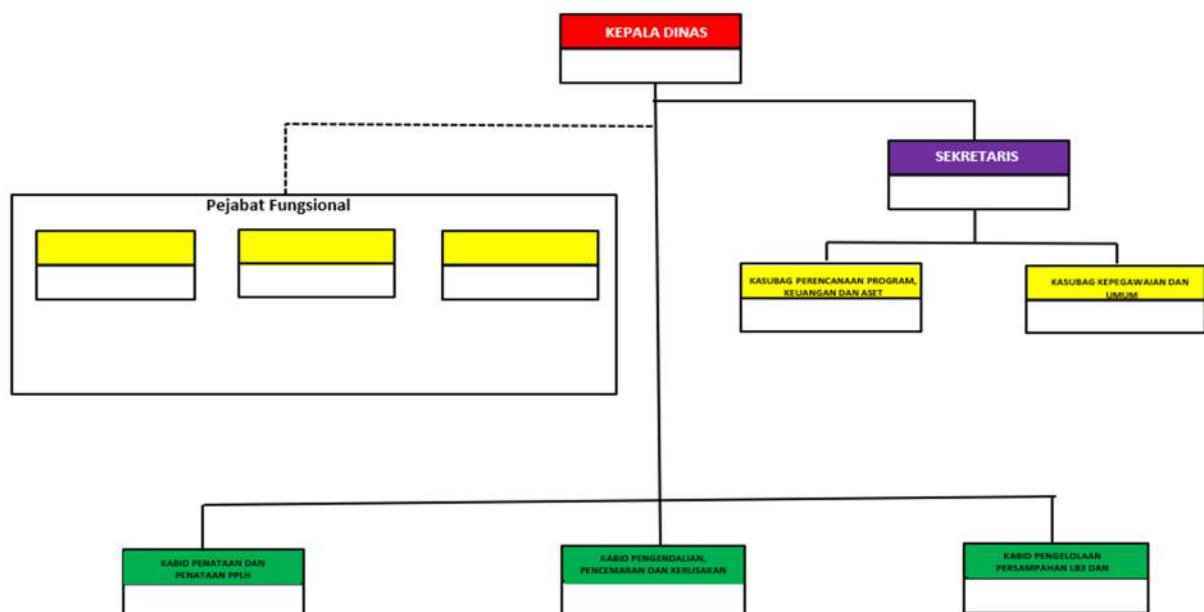 KEPALA DINAS
SEKRETARIS
Pejabat Fungsional
KASUBAG PERENCANAAN PROGRAM,
KEUANGAN DAN ASET
KASUBAG KEPEGAWAIAN DAN
UMUM
KABID PENATAAN DAN
PENATAAN PPLH
KABID PENGENDALIAN,
PENCEMARAN DAN KERUSAKAN
KABID PENGELOLAAN
PERSAMPAHAN LB3 DAN